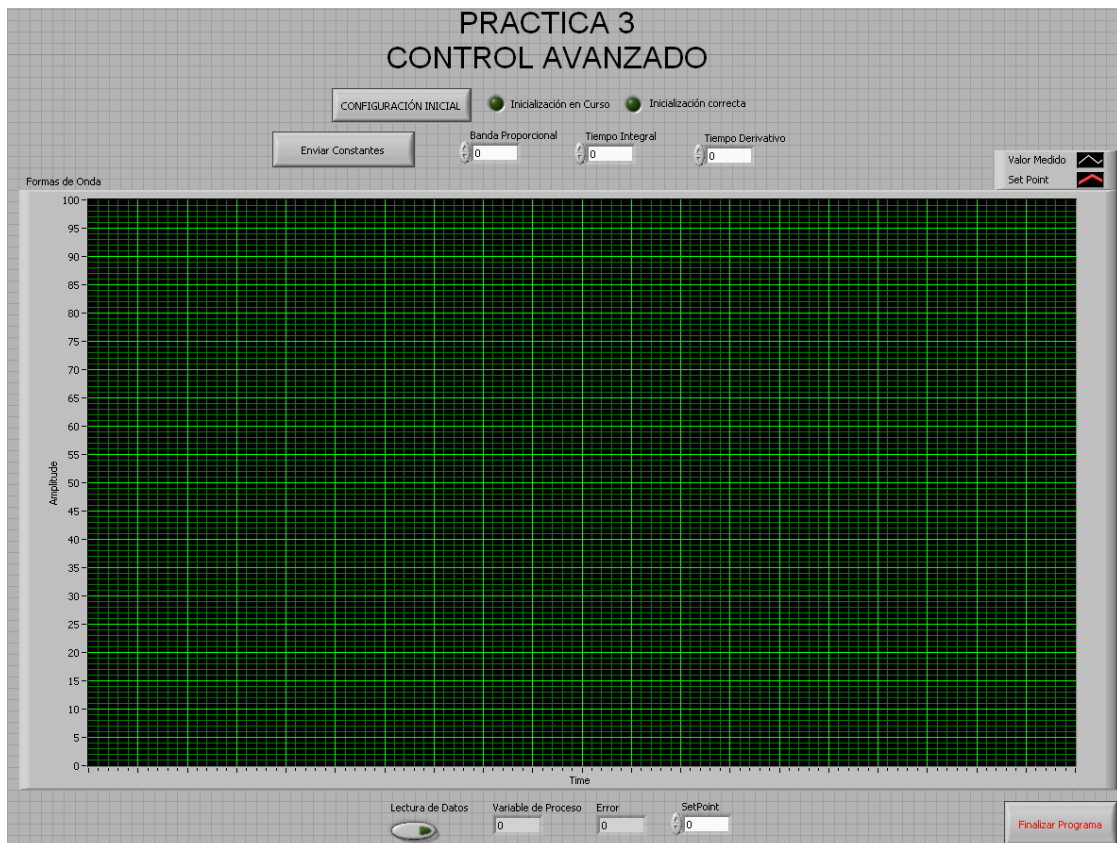 PRACTICA 3
CONTROL AVANZADO
CONFIGURACIÓN INICIAL
Inicialización en Curso
Inicialización correcta
Enviar Constantes
Banda Proporcional
0
Tiempo Integral
0
Tiempo Derivativo
0
Valor Medido
Set Point
Formas de Onda
100
95
90
85
80
75
70
65
60
55
50
45
40
35
30
25
20
15
10
5
0
Amplitude
Time
Lectura de Datos
Variable de Proceso
0
Error
0
SetPoint
0
Finalizar Programa